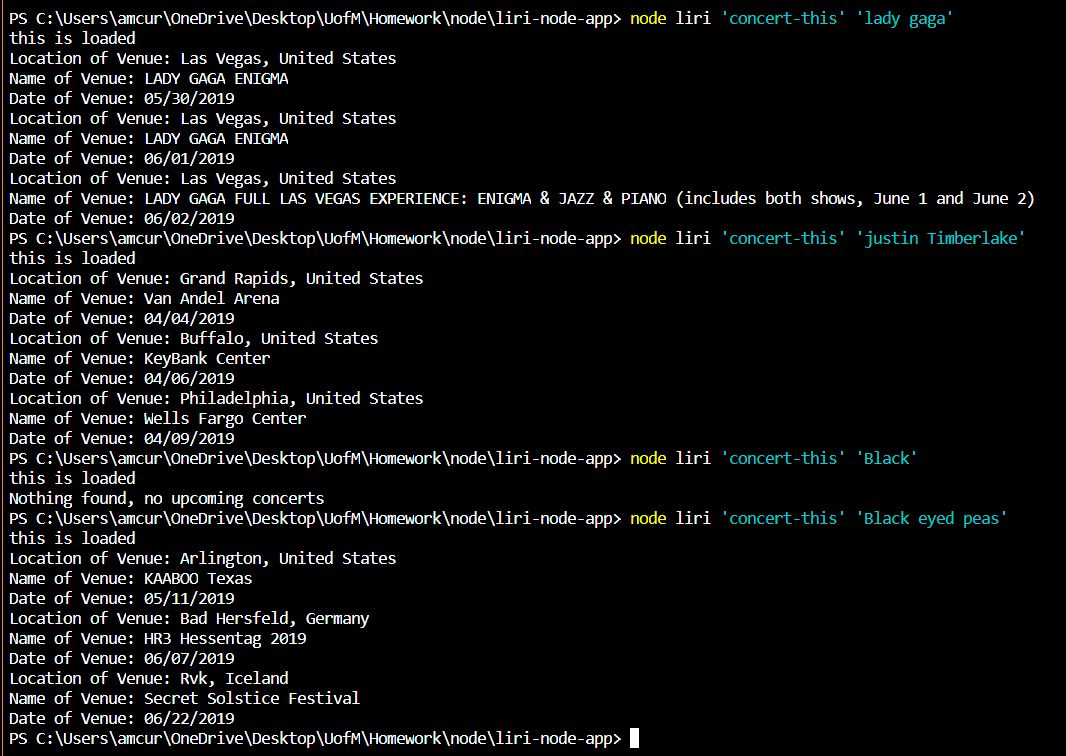 PS C:\Users\amcur\OneDrive\Desktop\UofM\Homework\node\liri-node-app> node liri 'concert-this' 'lady gaga'
this is loaded
Location of Venue: Las Vegas, United States
Name of Venue: LADY GAGA ENIGMA
Date of Venue: 05/30/2019
Location of Venue: Las Vegas, United States
Name of Venue: LADY GAGA ENIGMA
Date of Venue: 06/01/2019
Location of Venue: Las Vegas, United States
Name of Venue: LADY GAGA FULL LAS VEGAS EXPERIENCE: ENIGMA & JAZZ & PIANO (includes both shows, June 1 and June 2)
Date of Venue: 06/02/2019
PS C:\Users\amcur\OneDrive\Desktop\UofM\Homework\node\liri-node-app> node liri 'concert-this' 'justin Timberlake'
this is loaded
Location of Venue: Grand Rapids, United States
Name of Venue: Van Andel Arena
Date of Venue: 04/04/2019
Location of Venue: Buffalo, United States
Name of Venue: KeyBank Center
Date of Venue: 04/06/2019
Location of Venue: Philadelphia, United States
Name of Venue: Wells Fargo Center
Date of Venue: 04/09/2019
PS C:\Users\amcur\OneDrive\Desktop\UofM\Homework\node\liri-node-app> node liri 'concert-this' 'Black'
this is loaded
Nothing found, no upcoming concerts
PS C:\Users\amcur\OneDrive\Desktop\UofM\Homework\node\liri-node-app> node liri 'concert-this' 'Black eyed peas'
this is loaded
Location of Venue: Arlington, United States
Name of Venue: KAABOO Texas
Date of Venue: 05/11/2019
Location of Venue: Bad Hersfeld, Germany
Name of Venue: HR3 Hessentag 2019
Date of Venue: 06/07/2019
Location of Venue: Rvk, Iceland
Name of Venue: Secret Solstice Festival
Date of Venue: 06/22/2019
PS C:\Users\amcur\OneDrive\Desktop\UofM\Homework\node\liri-node-app>